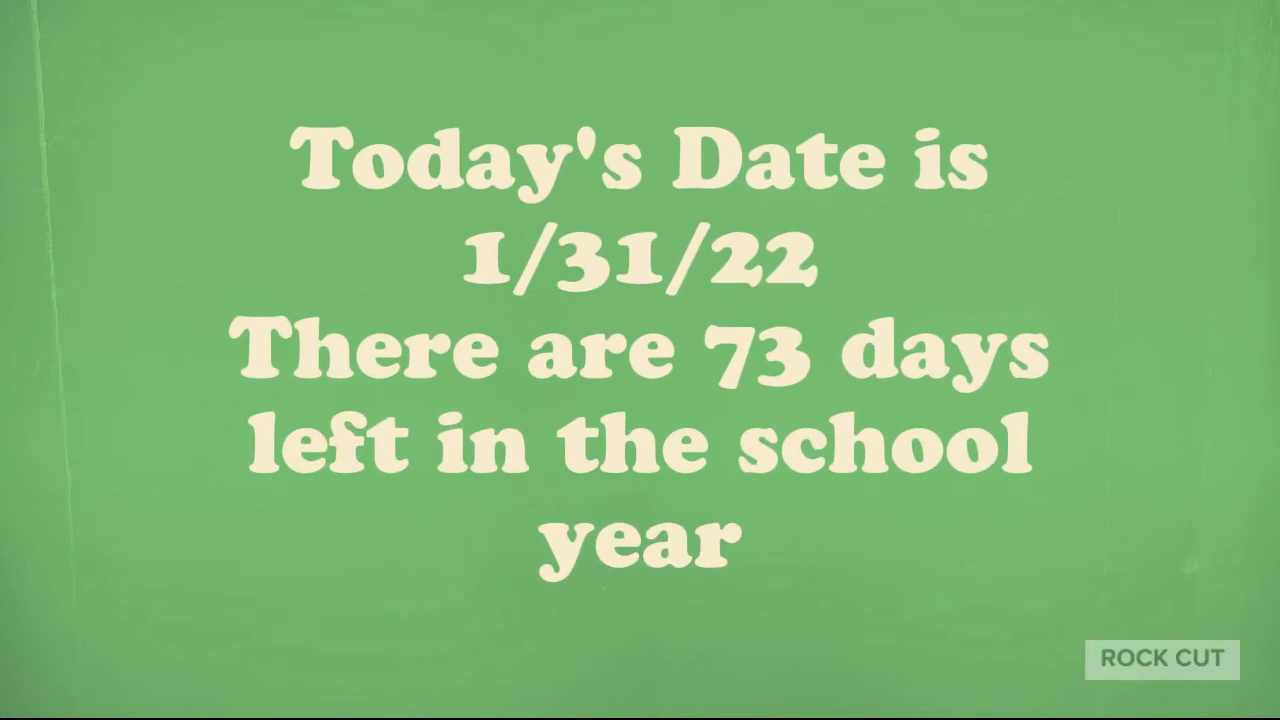 Today's Date is
1/31/22
There are 73 days
left in the school
year
ROCK CUT